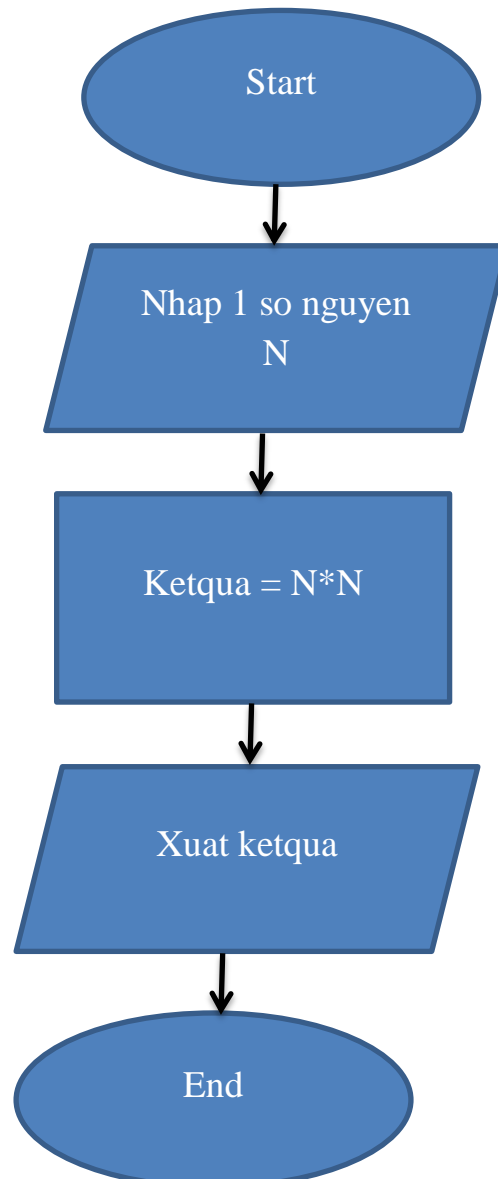 Start
Nhap 1 so nguyen
N
Ketqua = N*N
Xuat ketqua
End